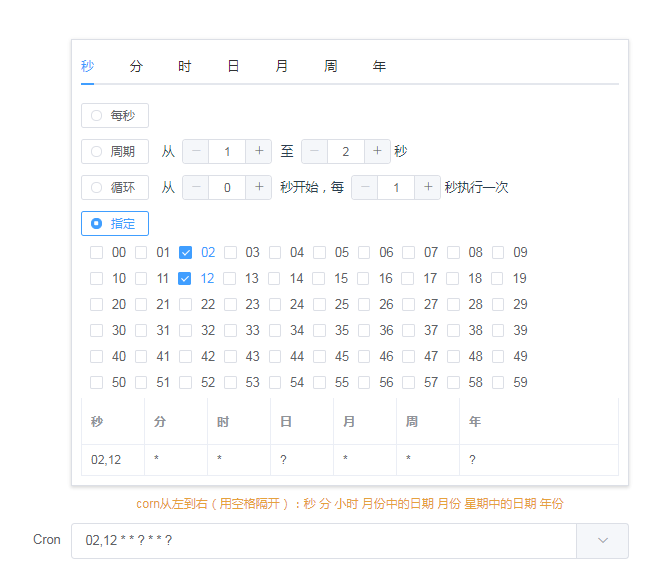 秒 分 时 日 月 周 年
每秒
周期 从 — 1 + 至 — 2 + 秒
循环 从 — 0 + 秒开始，每 — 1 + 秒执行一次
指定
00 01 02 03 04 05 06 07 08 09
10 11 12 13 14 15 16 17 18 19
20 21 22 23 24 25 26 27 28 29
30 31 32 33 34 35 36 37 38 39
40 41 42 43 44 45 46 47 48 49
50 51 52 53 54 55 56 57 58 59
秒 分 时 日 月 周 年
02,12 * * ? * * ?
corn从左到右（用空格隔开）：秒 分 小时 月份中的日期 月份 星期中的日期 年份
Cron 02,12 * * ? * * ?